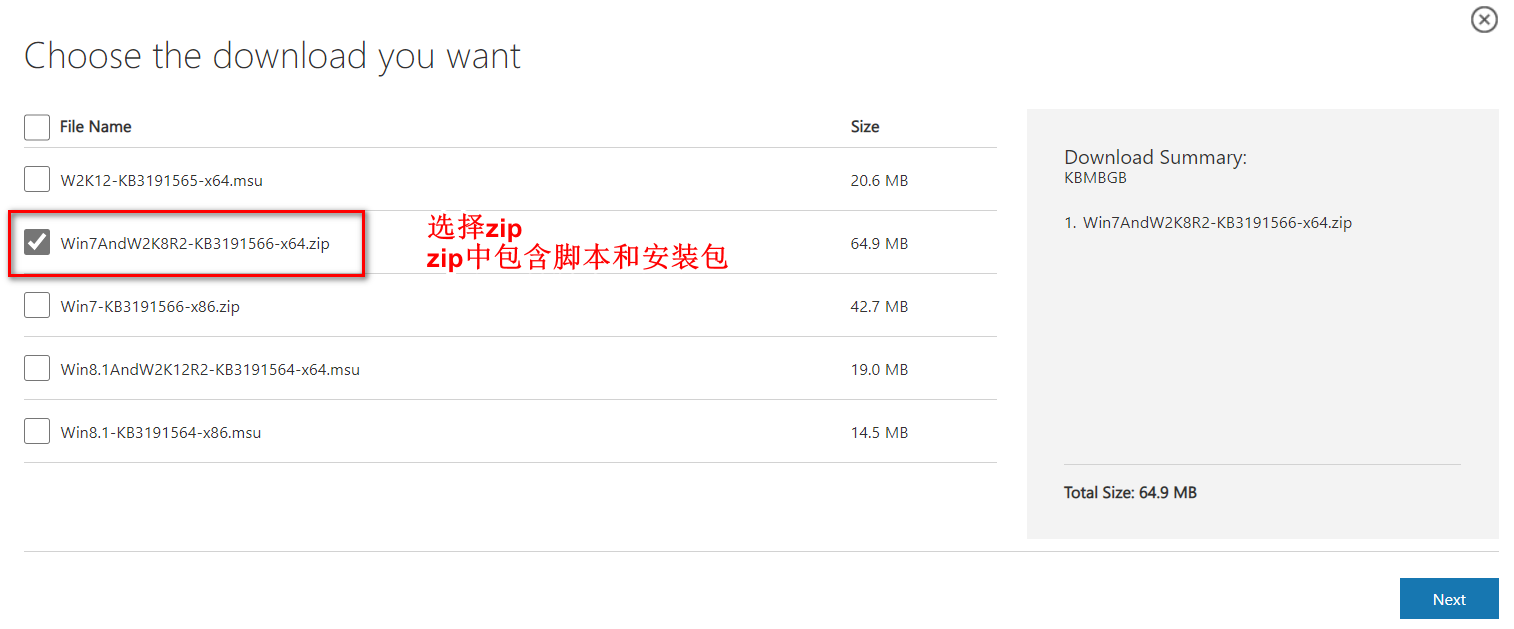 Choose the download you want
File Name Size
W2K12-KB3191565-x64.msu 20.6 MB
Win7AndW2K8R2-KB3191566-x64.zip 64.9 MB
选择zip
zip中包含脚本和安装包
Win7-KB3191566-x86.zip 42.7 MB
Win8.1AndW2K12R2-KB3191564-x64.msu 19.0 MB
Win8.1-KB3191564-x86.msu 14.5 MB
Download Summary:
KBMBGB
1. Win7AndW2K8R2-KB3191566-x64.zip
Total Size: 64.9 MB
Next